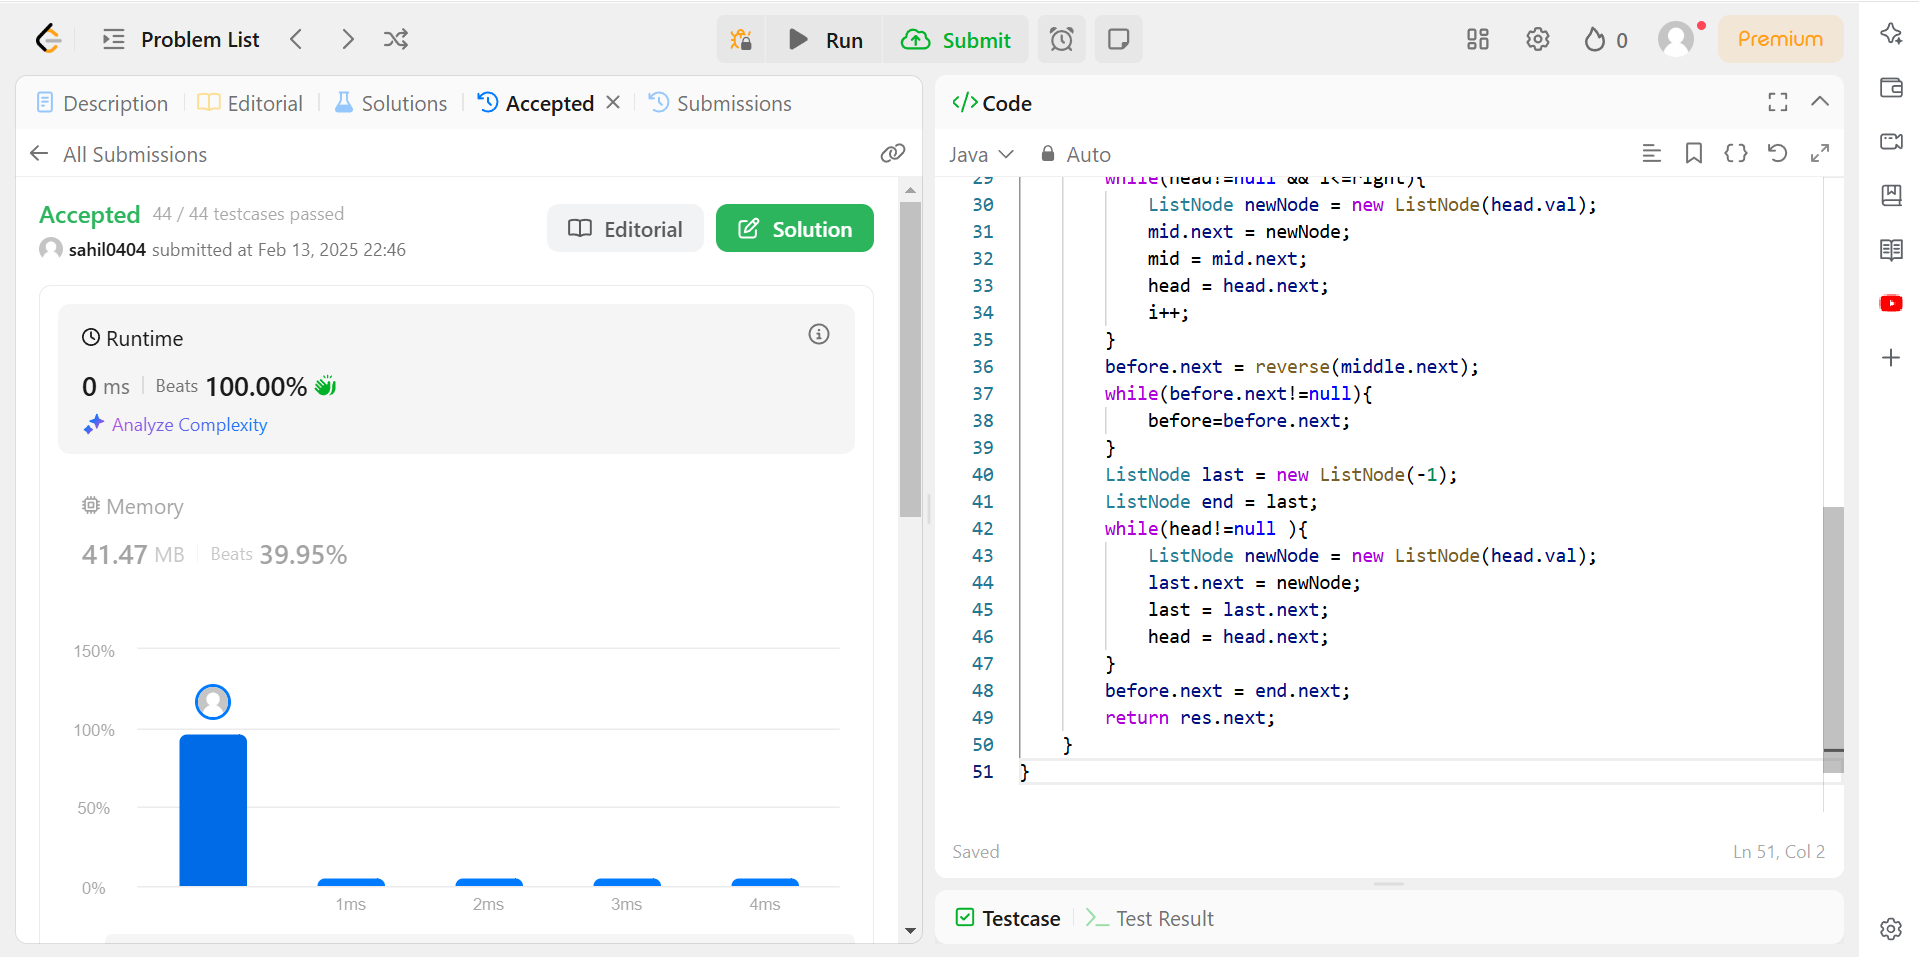 Problem List
Run
Submit
0
Premium
Description
Editorial
Solutions
Accepted
Submissions
All Submissions
Accepted 44 / 44 testcases passed
sahil0404 submitted at Feb 13, 2025 22:46
Editorial
Solution
Runtime
0 ms
Beats 100.00%
Analyze Complexity
Memory
41.47 MB
Beats 39.95%
150%
100%
50%
0%
1ms
2ms
3ms
4ms
</> Code
Java
Auto
29 while(head!=null && i<=right){
30 ListNode newNode = new ListNode(head.val);
31 mid.next = newNode;
32 mid = mid.next;
33 head = head.next;
34 i++;
35 }
36 before.next = reverse(middle.next);
37 while(before.next!=null){
38 before=before.next;
39 }
40 ListNode last = new ListNode(-1);
41 ListNode end = last;
42 while(head!=null ){
43 ListNode newNode = new ListNode(head.val);
44 last.next = newNode;
45 last = last.next;
46 head = head.next;
47 }
48 before.next = end.next;
49 return res.next;
50 }
51 }
Saved
Ln 51, Col 2
Testcase
Test Result